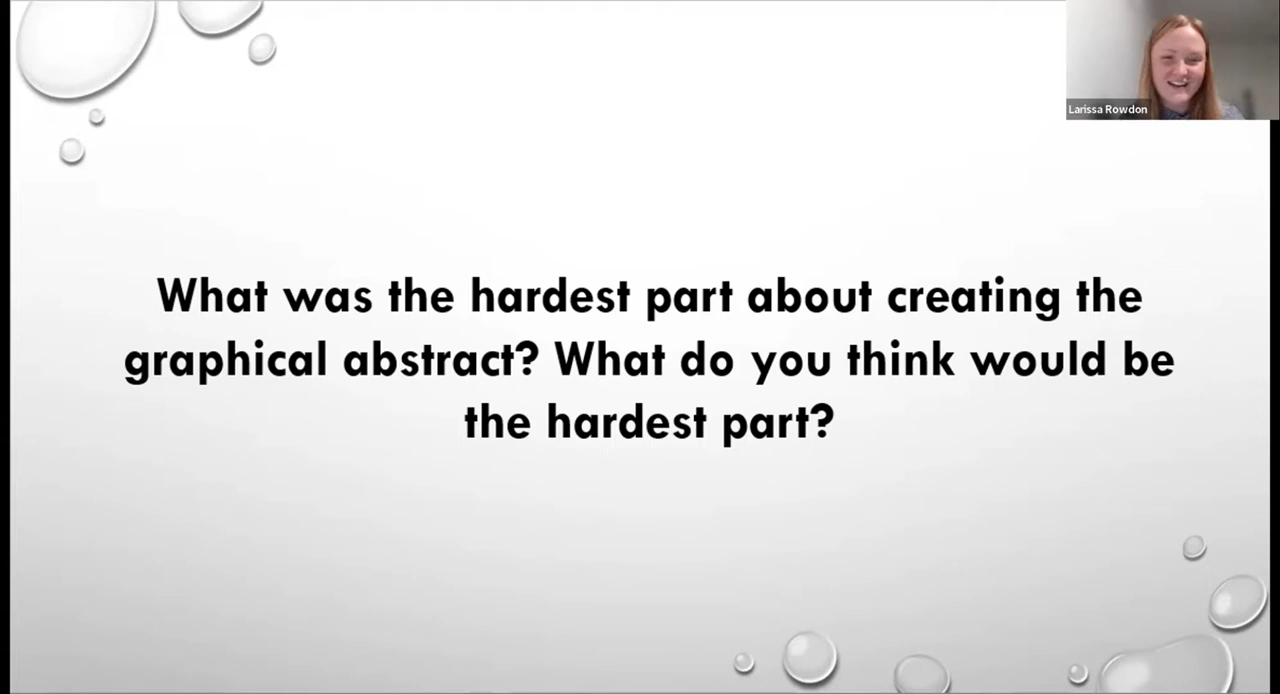 Larissa Rowdon
What was the hardest part about creating the
graphical abstract? What do you think would be
the hardest part?